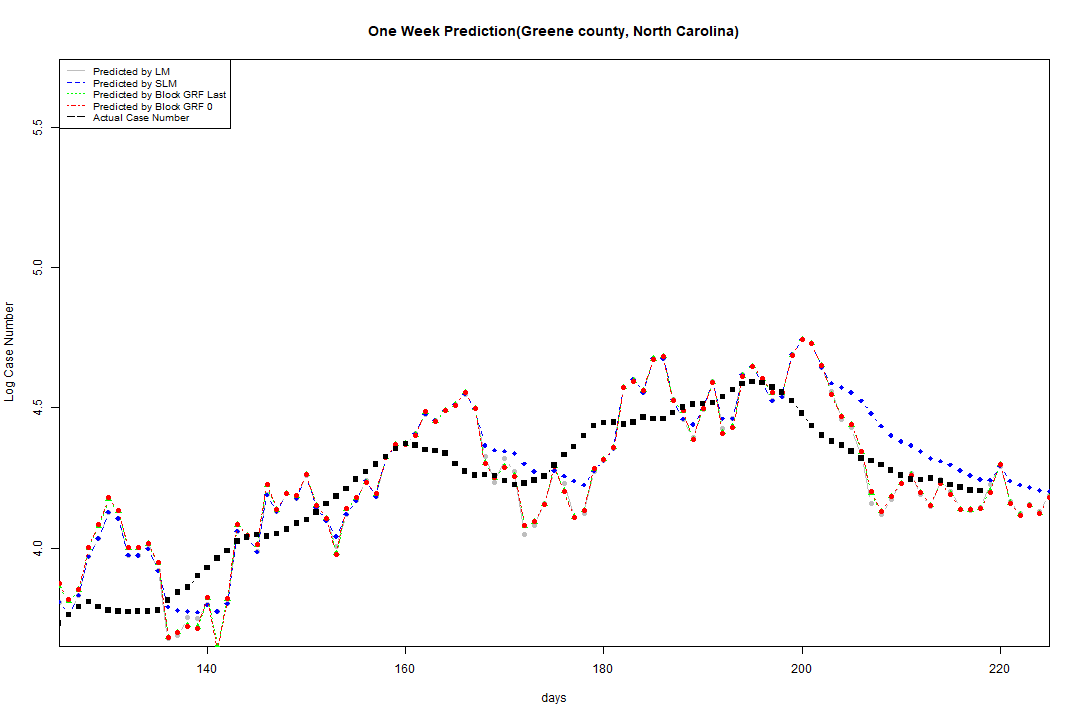 One Week Prediction(Greene county, North Carolina)
Predicted by LM
Predicted by SLM
Predicted by Block GRF Last
Predicted by Block GRF 0
Actual Case Number
5.5
5.0
4.5
4.0
Log Case Number
140 160 180 200 220
days